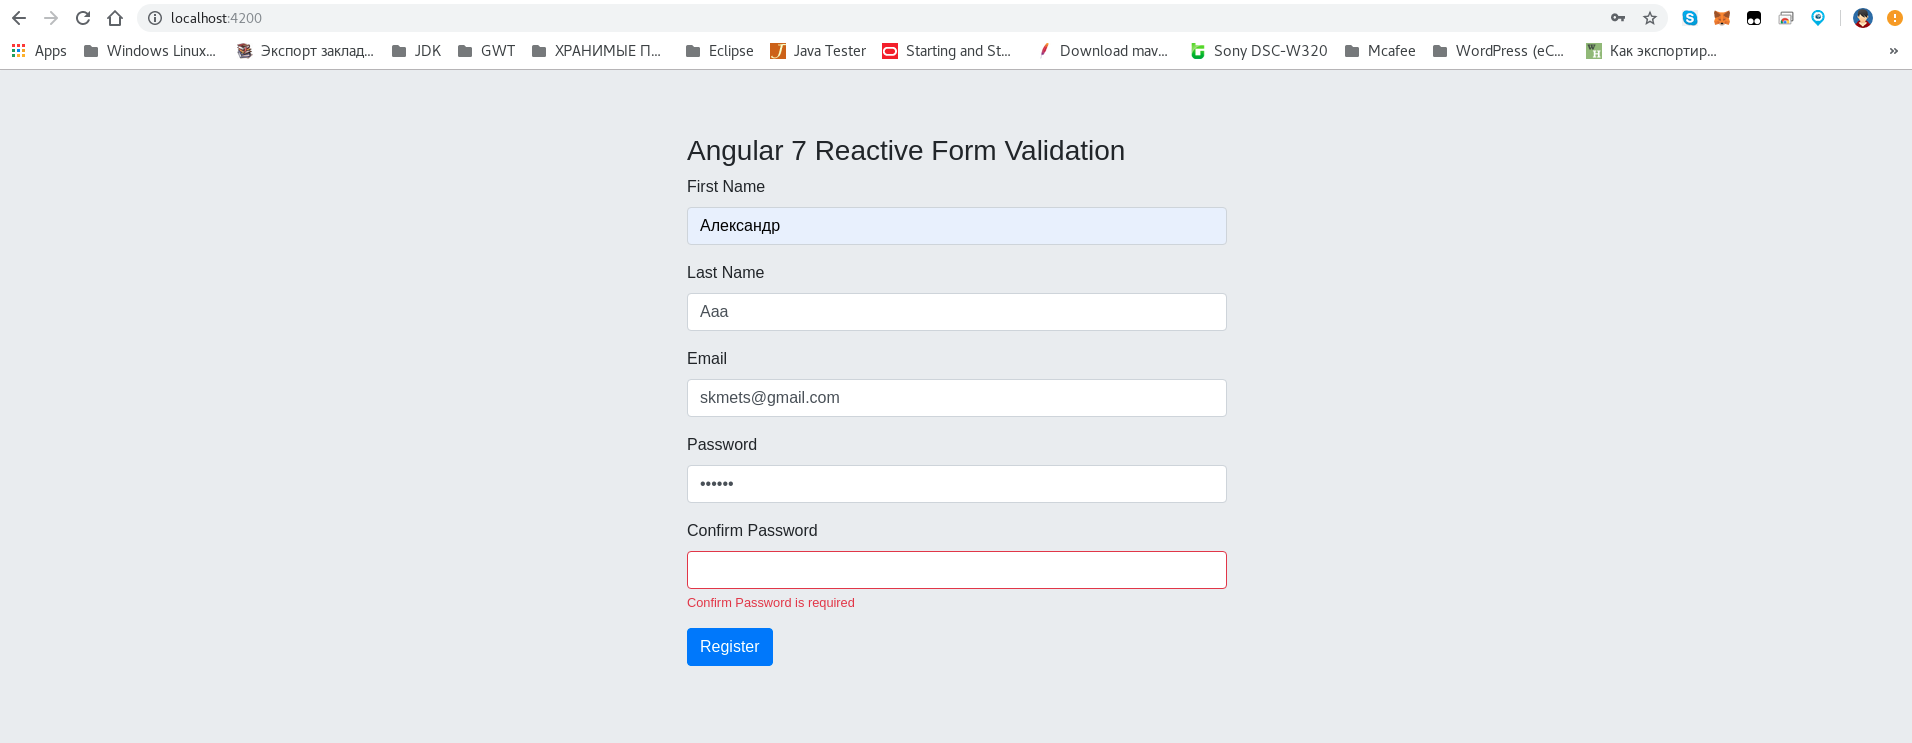 localhost:4200
Apps Windows Linux... Экспорт заклад... JDK GWT ХРАНИМЫЕ П... Eclipse Java Tester Starting and St... Download mav... Sony DSC-W320 Mcafee WordPress (eC... Как экспортир... »
Angular 7 Reactive Form Validation
First Name
Александр
Last Name
Aaa
Email
skmets@gmail.com
Password
••••••
Confirm Password
Confirm Password is required
Register